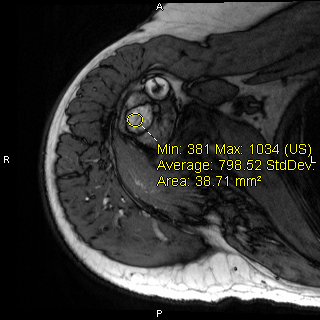 A
R
L
Min: 381 Max: 1034 (US)
Average: 798.52 StdDev:
Area: 38.71 mm²
P